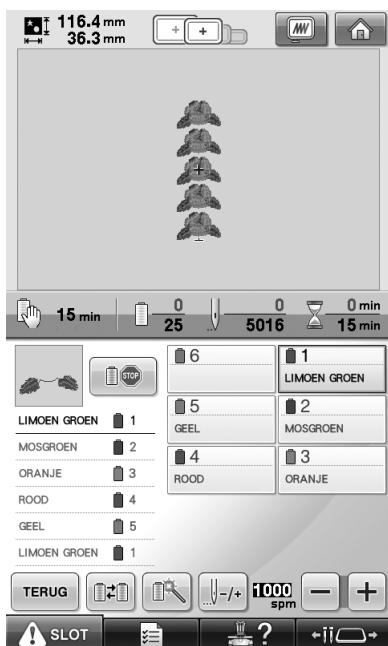 116.4 mm
36.3 mm
15 min
0
25
0
5016
0 min
15 min
STOP
6
1
LIMOEN GROEN
5
GEEL
2
MOSGROEN
4
ROOD
3
ORANJE
LIMOEN GROEN 1
MOSGROEN 2
ORANJE 3
ROOD 4
GEEL 5
LIMOEN GROEN 1
TERUG
-/+
1000
spm
− +
SLOT
?